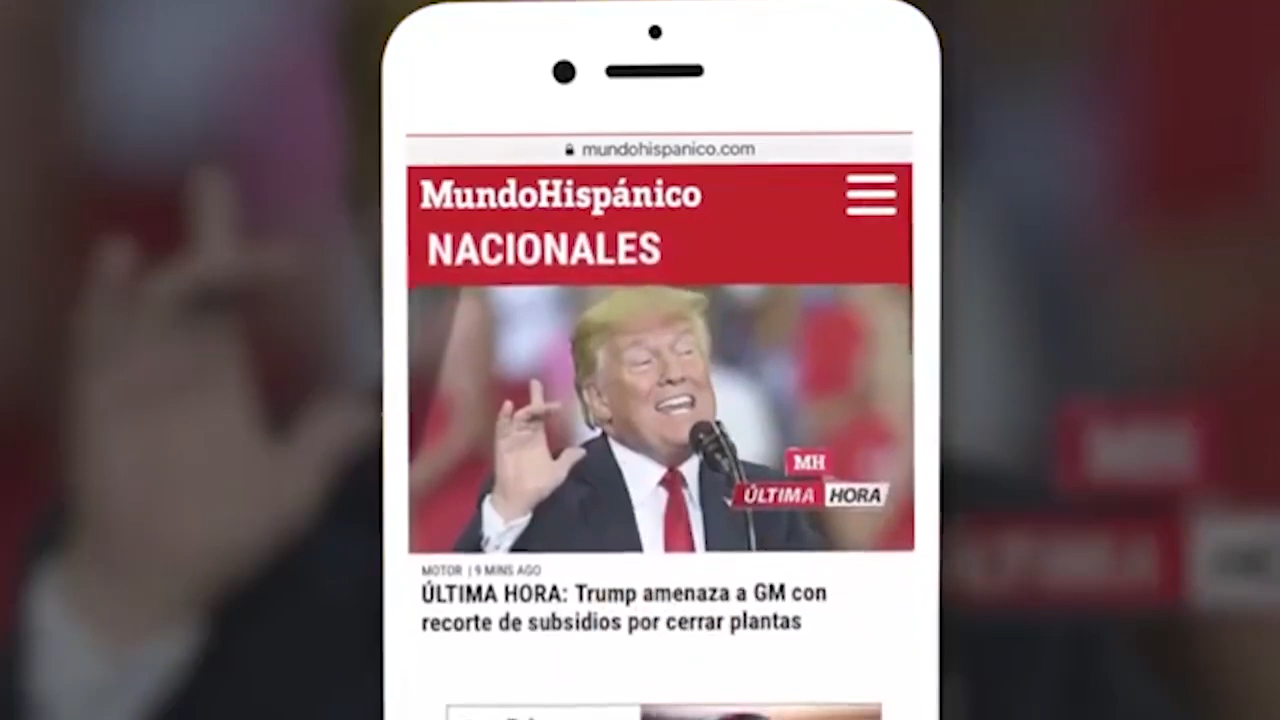 mundohispanico.com
MundoHispánico
NACIONALES
MH
ÚLTIMA HORA
MOTOR | 9 MINS AGO
ÚLTIMA HORA: Trump amenaza a GM con
recorte de subsidios por cerrar plantas